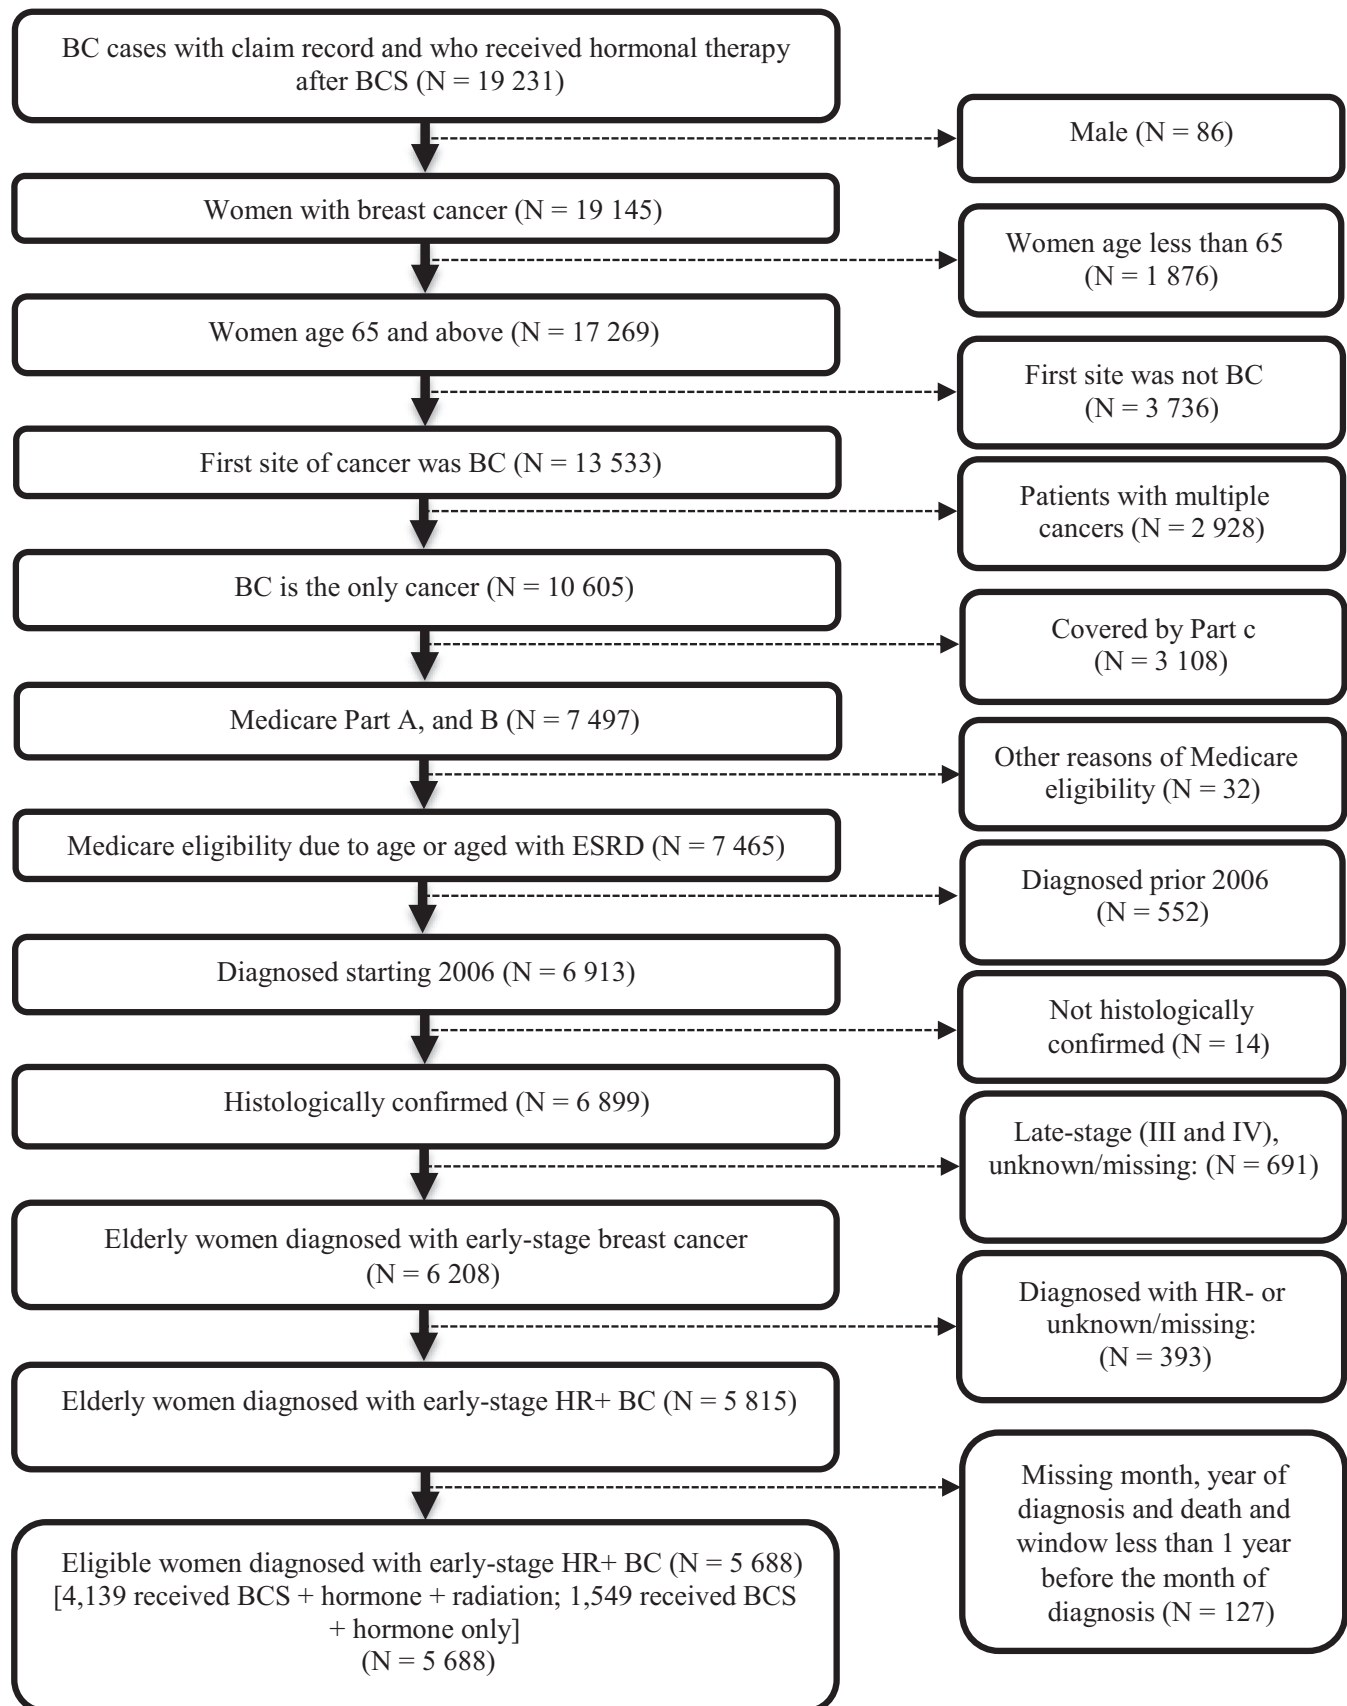 BC cases with claim record and who received hormonal therapy
after BCS (N = 19 231)
Male (N = 86)
Women with breast cancer (N = 19 145)
Women age less than 65
(N = 1 876)
Women age 65 and above (N = 17 269)
First site was not BC
(N = 3 736)
First site of cancer was BC (N = 13 533)
Patients with multiple
cancers (N = 2 928)
BC is the only cancer (N = 10 605)
Covered by Part c
(N = 3 108)
Medicare Part A, and B (N = 7 497)
Other reasons of Medicare
eligibility (N = 32)
Medicare eligibility due to age or aged with ESRD (N = 7 465)
Diagnosed prior 2006
(N = 552)
Diagnosed starting 2006 (N = 6 913)
Not histologically
confirmed (N = 14)
Histologically confirmed (N = 6 899)
Late-stage (III and IV),
unknown/missing: (N = 691)
Elderly women diagnosed with early-stage breast cancer
(N = 6 208)
Diagnosed with HR- or
unknown/missing:
(N = 393)
Elderly women diagnosed with early-stage HR+ BC (N = 5 815)
Missing month, year of
diagnosis and death and
window less than 1 year
before the month of
diagnosis (N = 127)
Eligible women diagnosed with early-stage HR+ BC (N = 5 688)
[4,139 received BCS + hormone + radiation; 1,549 received BCS
+ hormone only]
(N = 5 688)